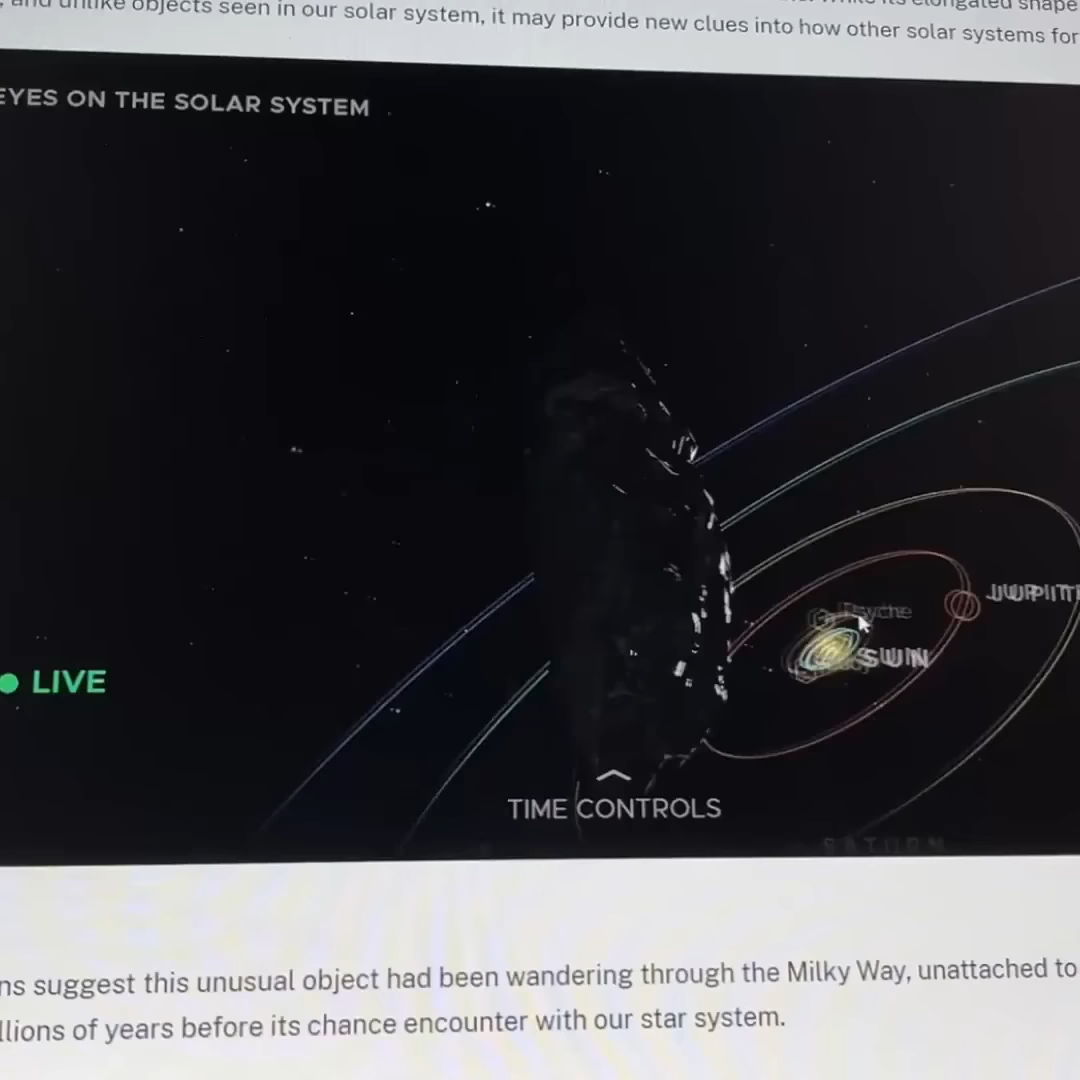 and unlike objects seen in our solar system, it may provide new clues into how other solar systems for
EYES ON THE SOLAR SYSTEM
Psyche
SUN
LIVE
TIME CONTROLS
SATURN
ns suggest this unusual object had been wandering through the Milky Way, unattached to
llions of years before its chance encounter with our star system.